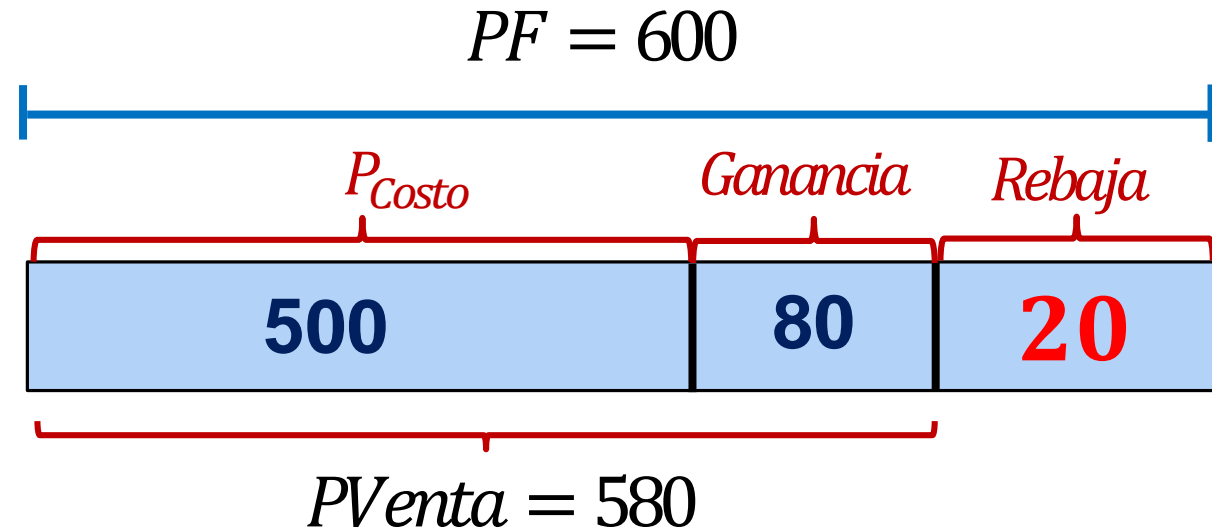 PF = 600
P_Costo Ganancia Rebaja
500 80 20
PVenta = 580